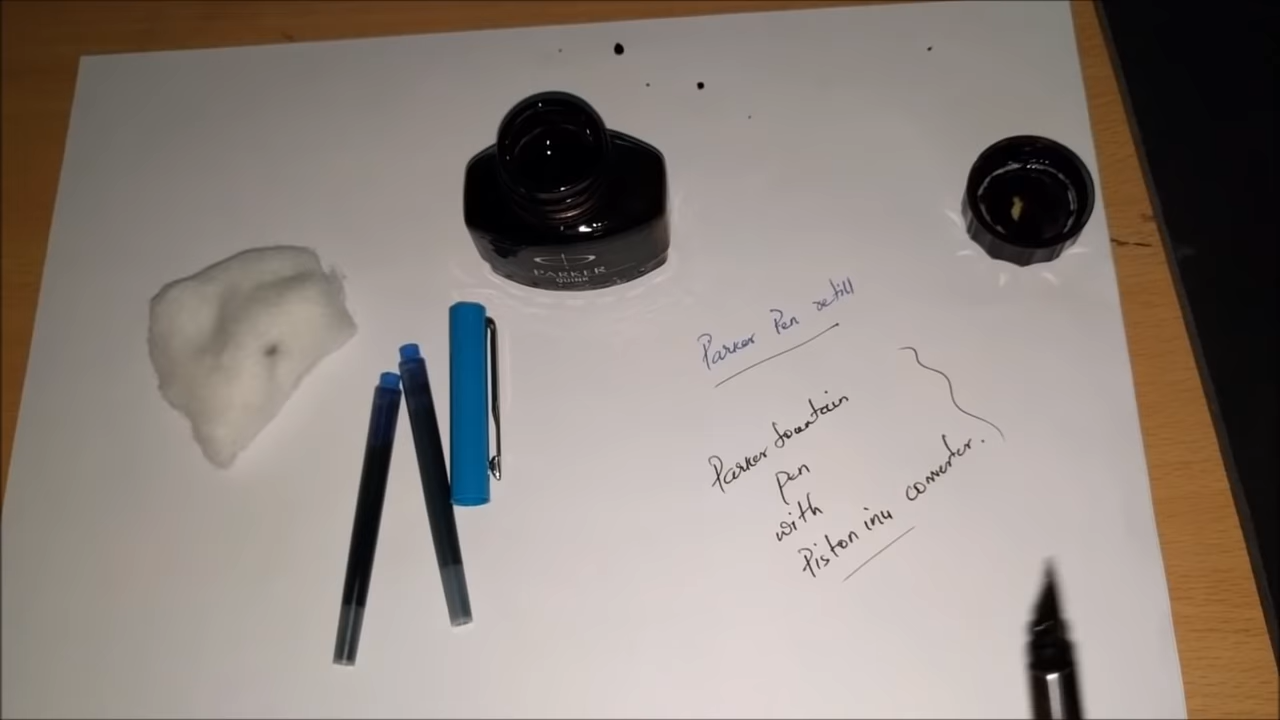 PARKER
QUINK
Parker Pen refill
Parker fountain
pen
with
Piston ink converter.